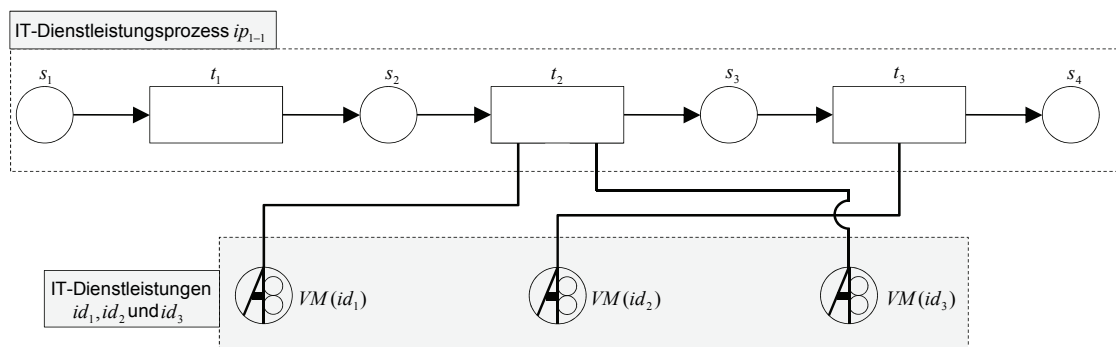 IT-Dienstleistungsprozess ip₁₋₁
s₁ t₁ s₂ t₂ s₃ t₃ s₄
IT-Dienstleistungen
id₁, id₂ und id₃
VM(id₁) VM(id₂) VM(id₃)